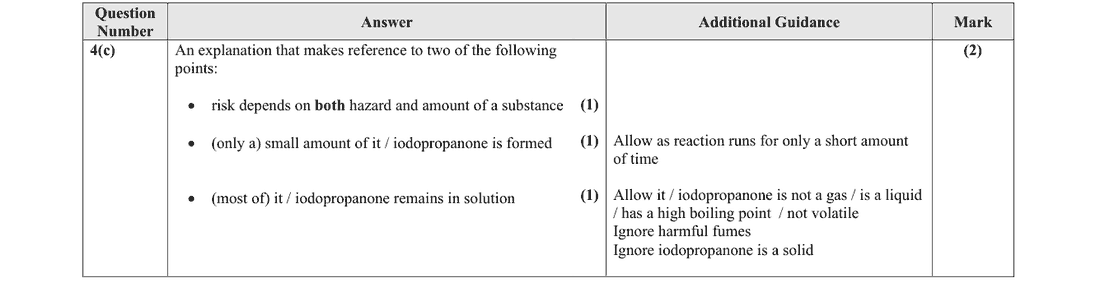 Question Number
Answer
Additional Guidance
Mark
4(c)
An explanation that makes reference to two of the following
points:
(2)
• risk depends on both hazard and amount of a substance (1)
• (only a) small amount of it / iodopropanone is formed (1)
Allow as reaction runs for only a short amount
of time
• (most of) it / iodopropanone remains in solution (1)
Allow it / iodopropanone is not a gas / is a liquid
/ has a high boiling point / not volatile
Ignore harmful fumes
Ignore iodopropanone is a solid